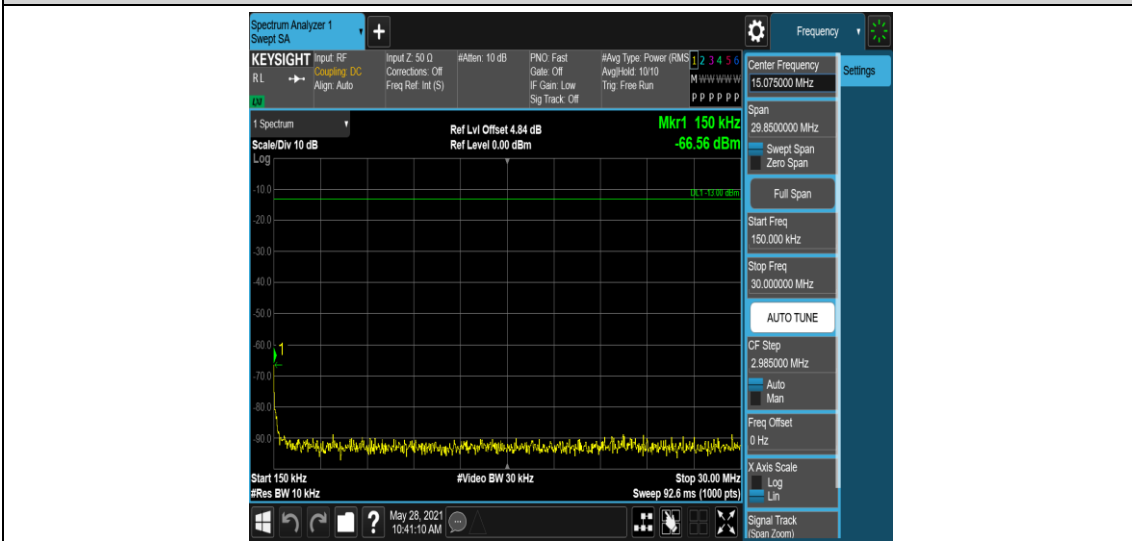 Spectrum Analyzer 1
Swept SA
+
Frequency
KEYSIGHT
RL
LXI
Input: RF
Coupling: DC
Align: Auto
Input Z: 50 Ω
Corrections: Off
Freq Ref: Int (S)
#Atten: 10 dB
PNO: Fast
Gate: Off
IF Gain: Low
Sig Track: Off
#Avg Type: Power (RMS
Avg|Hold: 10/10
Trig: Free Run
1 2 3 4 5 6
M W W W W W
P P P P P P
Center Frequency
15.075000 MHz
Settings
Span
29.8500000 MHz
Swept Span
Zero Span
Full Span
Start Freq
150.000 kHz
Stop Freq
30.000000 MHz
AUTO TUNE
CF Step
2.985000 MHz
Auto
Man
Freq Offset
0 Hz
X Axis Scale
Log
Lin
Signal Track
(Span Zoom)
1 Spectrum
Scale/Div 10 dB
Log
Ref Lvl Offset 4.84 dB
Ref Level 0.00 dBm
Mkr1 150 kHz
-66.56 dBm
DL1 -13.00 dBm
-10.0
-20.0
-30.0
-40.0
-50.0
-60.0
1
-70.0
-80.0
-90.0
Start 150 kHz
#Res BW 10 kHz
#Video BW 30 kHz
Stop 30.00 MHz
Sweep 92.6 ms (1000 pts)
?
May 28, 2021
10:41:10 AM